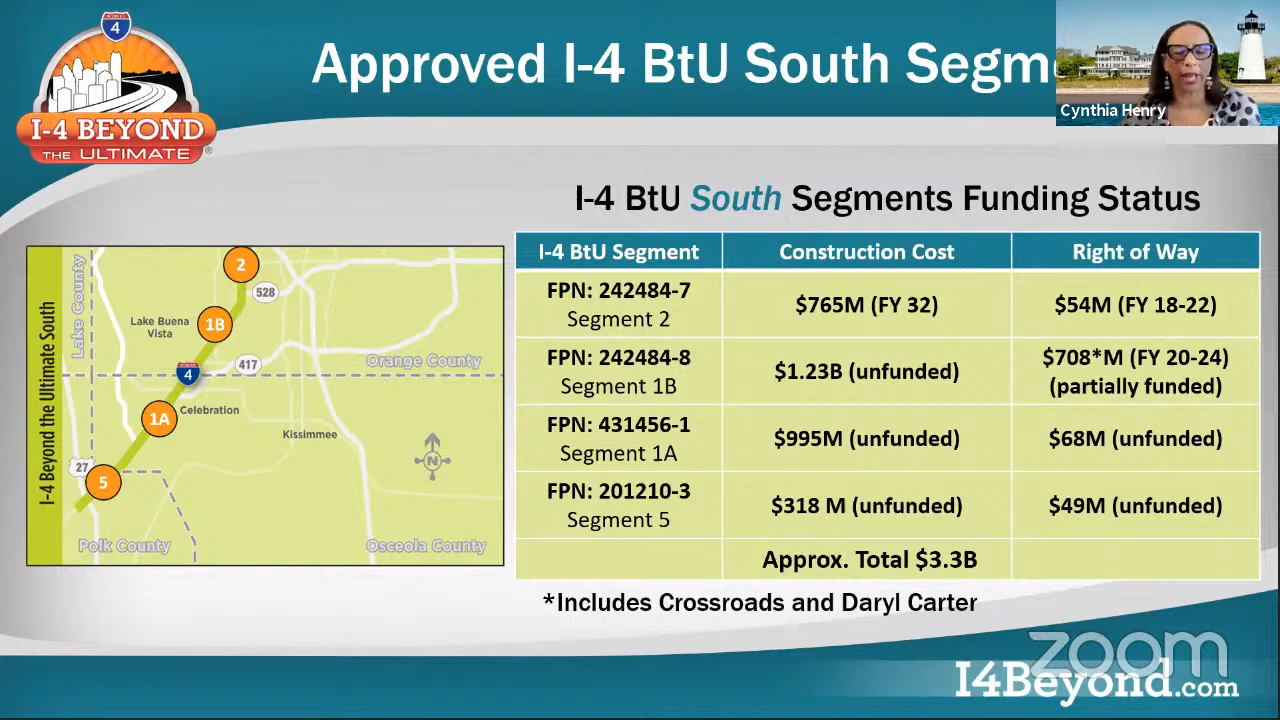 INTERSTATE
4
I-4 BEYOND
THE ULTIMATE®
Approved I-4 BtU South Segm
Cynthia Henry
I-4 BtU South Segments Funding Status
I-4 Beyond the Ultimate South
Lake County
2
528
Lake Buena
Vista
1B
4
417
Orange County
1A
Celebration
Kissimmee
N
27
5
Polk County
Osceola County
I-4 BtU Segment Construction Cost Right of Way
FPN: 242484-7
Segment 2
$765M (FY 32)
$54M (FY 18-22)
FPN: 242484-8
Segment 1B
$1.23B (unfunded)
$708*M (FY 20-24)
(partially funded)
FPN: 431456-1
Segment 1A
$995M (unfunded)
$68M (unfunded)
FPN: 201210-3
Segment 5
$318 M (unfunded)
$49M (unfunded)
Approx. Total $3.3B
*Includes Crossroads and Daryl Carter
zoom
I4Beyond.com